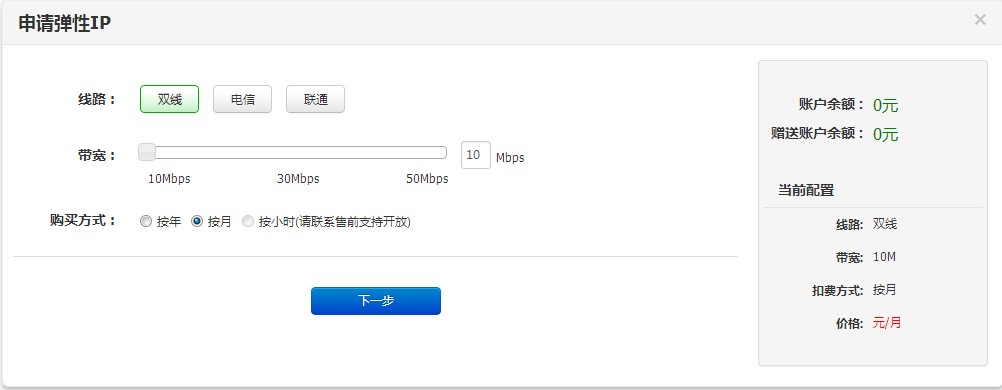 申请弹性IP
×
线路： 双线 电信 联通
带宽： 10 Mbps
10Mbps 30Mbps 50Mbps
购买方式： 按年 按月 按小时(请联系售前支持开放)
下一步
账户余额： 0元
赠送账户余额： 0元
当前配置
线路: 双线
带宽: 10M
扣费方式: 按月
价格: 元/月